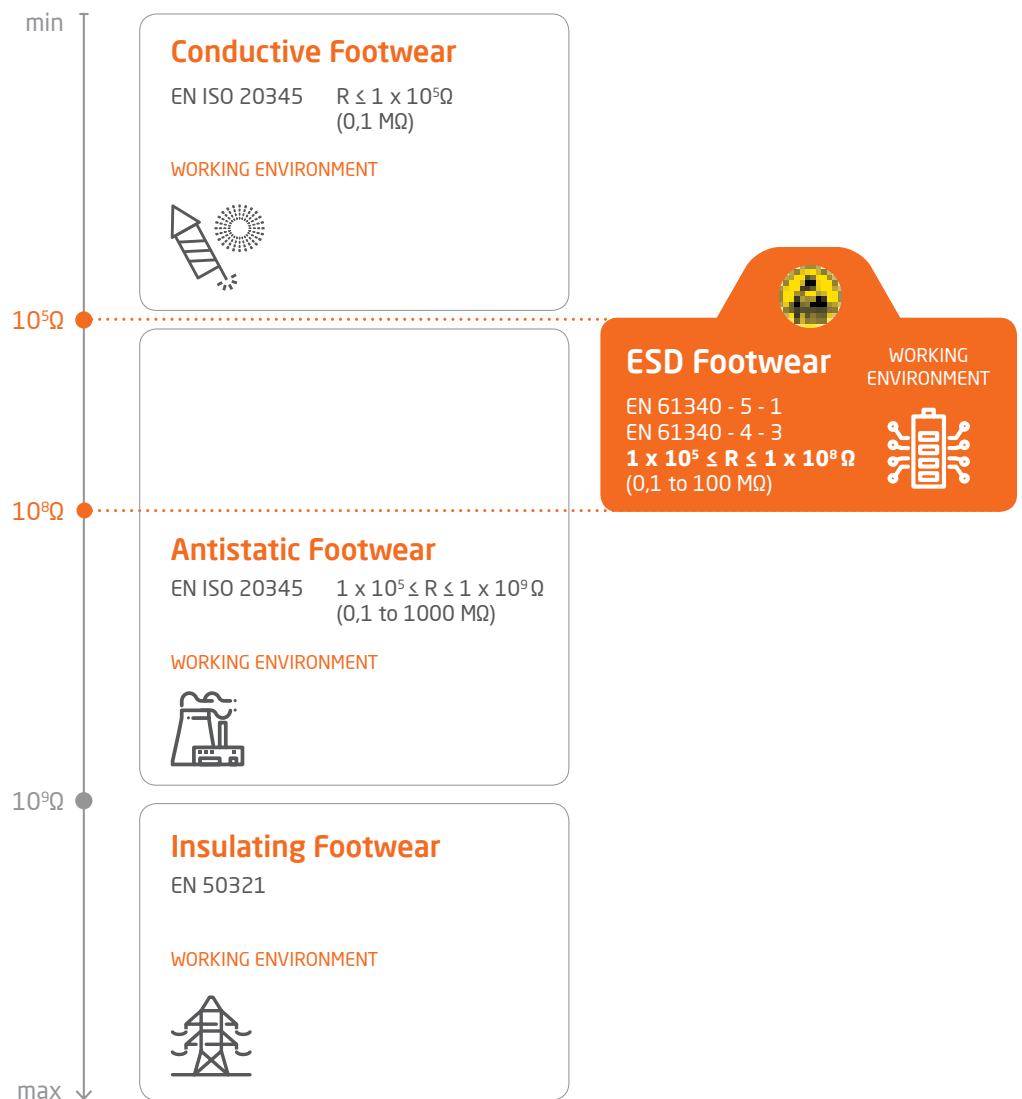 min
Conductive Footwear
EN ISO 20345 R ≤ 1 x 10⁵Ω
(0,1 MΩ)
WORKING ENVIRONMENT
10⁵Ω
ESD Footwear
WORKING
ENVIRONMENT
EN 61340 - 5 - 1
EN 61340 - 4 - 3
1 x 10⁵ ≤ R ≤ 1 x 10⁸ Ω
(0,1 to 100 MΩ)
10⁸Ω
Antistatic Footwear
EN ISO 20345 1 x 10⁵ ≤ R ≤ 1 x 10⁹ Ω
(0,1 to 1000 MΩ)
WORKING ENVIRONMENT
10⁹Ω
Insulating Footwear
EN 50321
WORKING ENVIRONMENT
max